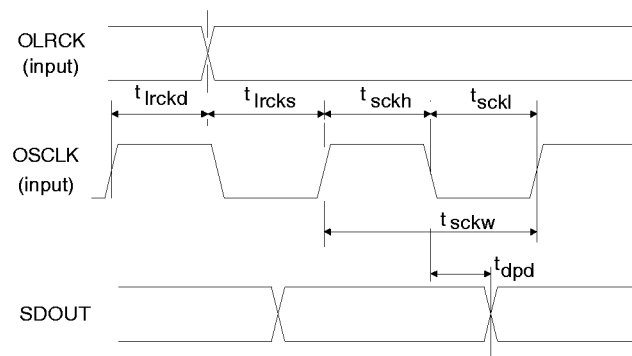 OLRCK
(input)
t lrckd
t lrcks
t sckh
t sckl
OSCLK
(input)
t sckw
t dpd
SDOUT